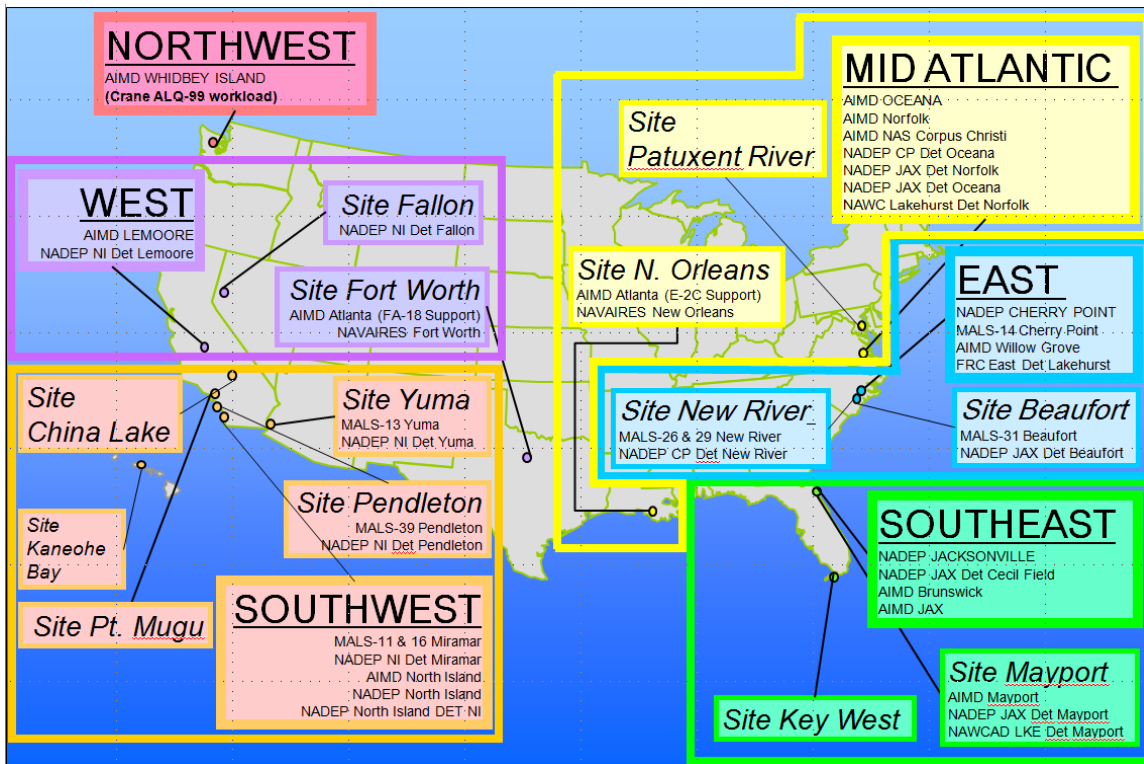 NORTHWEST
AIMD WHIDBEY ISLAND
(Crane ALQ-99 workload)
WEST
AIMD LEMOORE
NADEP NI Det Lemoore
Site Fallon
NADEP NI Det Fallon
Site Fort Worth
AIMD Atlanta (FA-18 Support)
NAVAIRES Fort Worth
Site
Patuxent River
MID ATLANTIC
AIMD OCEANA
AIMD Norfolk
AIMD NAS Corpus Christi
NADEP CP Det Oceana
NADEP JAX Det Norfolk
NADEP JAX Det Oceana
NAWC Lakehurst Det Norfolk
Site N. Orleans
AIMD Atlanta (E-2C Support)
NAVAIRES New Orleans
EAST
NADEP CHERRY POINT
MALS-14 Cherry Point
AIMD Willow Grove
FRC East Det Lakehurst
Site New River
MALS-26 & 29 New River
NADEP CP Det New River
Site Beaufort
MALS-31 Beaufort
NADEP JAX Det Beaufort
Site
China Lake
Site Yuma
MALS-13 Yuma
NADEP NI Det Yuma
Site Pendleton
MALS-39 Pendleton
NADEP NI Det Pendleton
Site
Kaneohe
Bay
Site Pt. Mugu
SOUTHWEST
MALS-11 & 16 Miramar
NADEP NI Det Miramar
AIMD North Island
NADEP North Island
NADEP North Island DET NI
SOUTHEAST
NADEP JACKSONVILLE
NADEP JAX Det Cecil Field
AIMD Brunswick
AIMD JAX
Site Key West
Site Mayport
AIMD Mayport
NADEP JAX Det Mayport
NAWCAD LKE Det Mayport